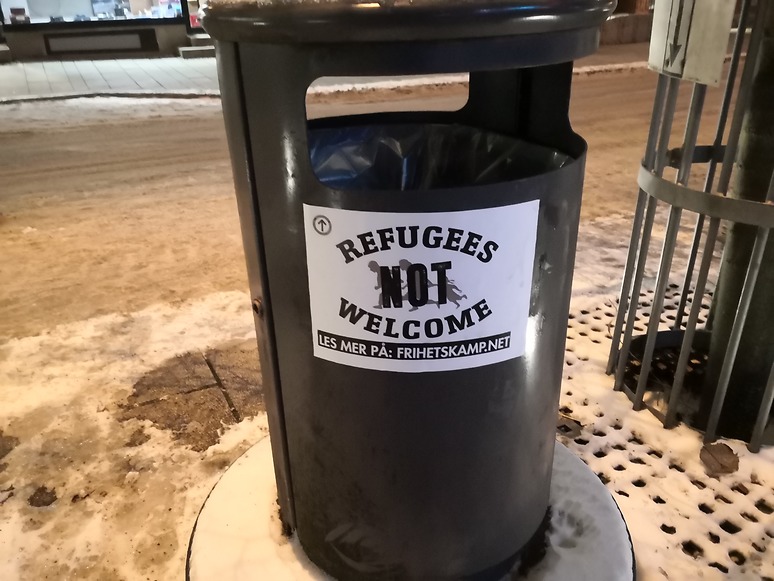 REFUGEES
NOT
WELCOME
LES MER PÅ: FRIHETSKAMP.NET